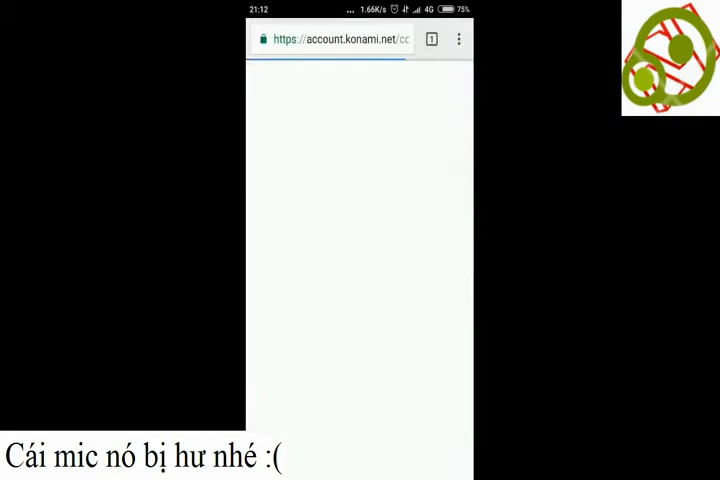 21:12 ... 1.66K/s 4G 75%
https://account.konami.net/cc 1
Cái mic nó bị hư nhé :(